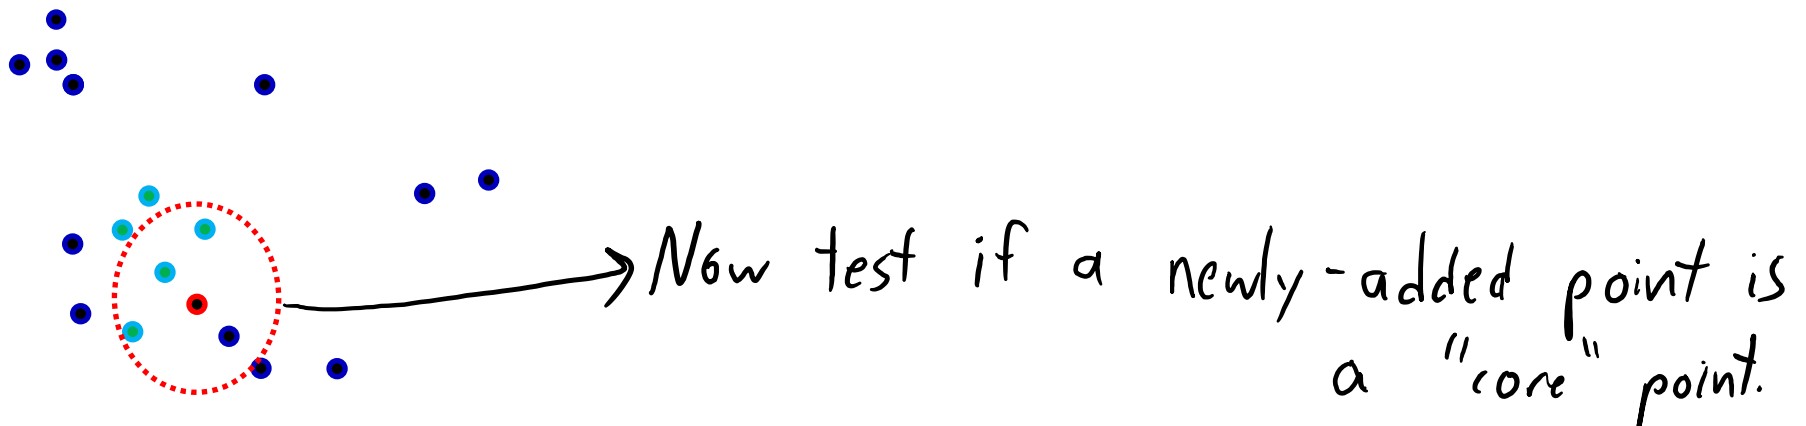 Now test if a newly-added point is
a "core" point.